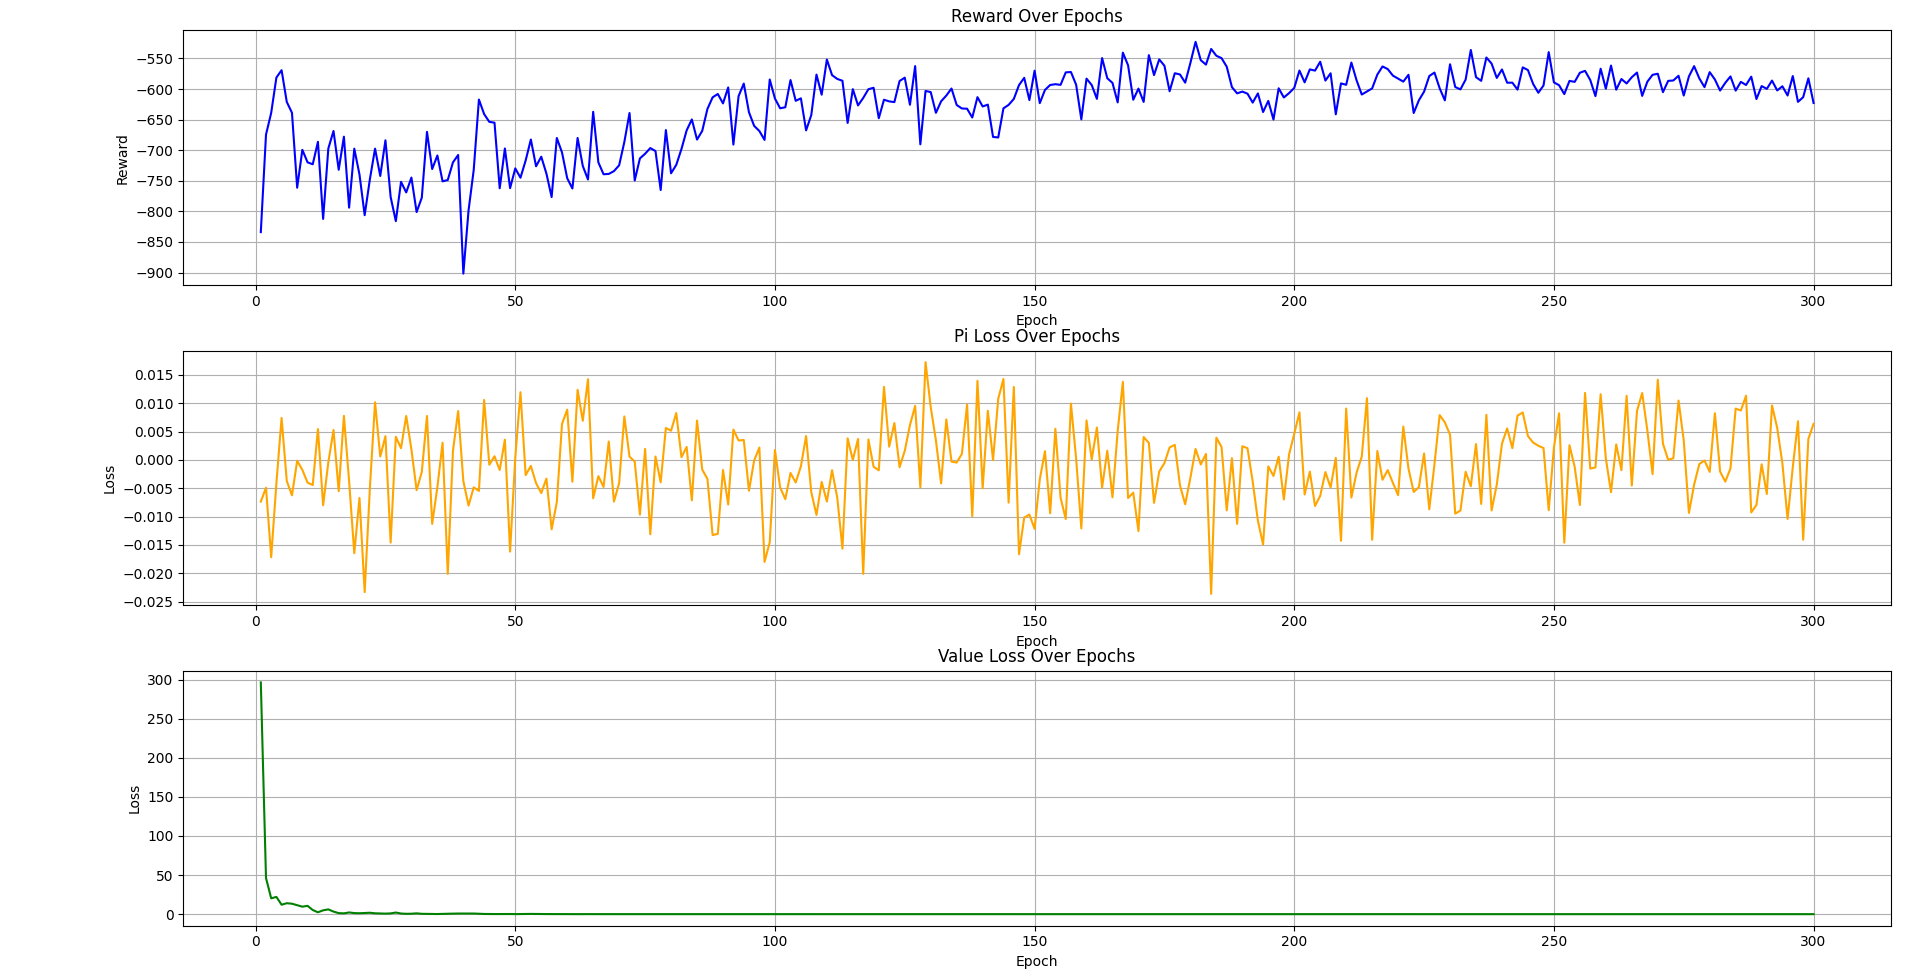 Reward Over Epochs
Reward
−550
−600
−650
−700
−750
−800
−850
−900
0 50 100 150 200 250 300
Epoch
Pi Loss Over Epochs
Loss
0.015
0.010
0.005
0.000
−0.005
−0.010
−0.015
−0.020
−0.025
0 50 100 150 200 250 300
Epoch
Value Loss Over Epochs
Loss
300
250
200
150
100
50
0
0 50 100 150 200 250 300
Epoch